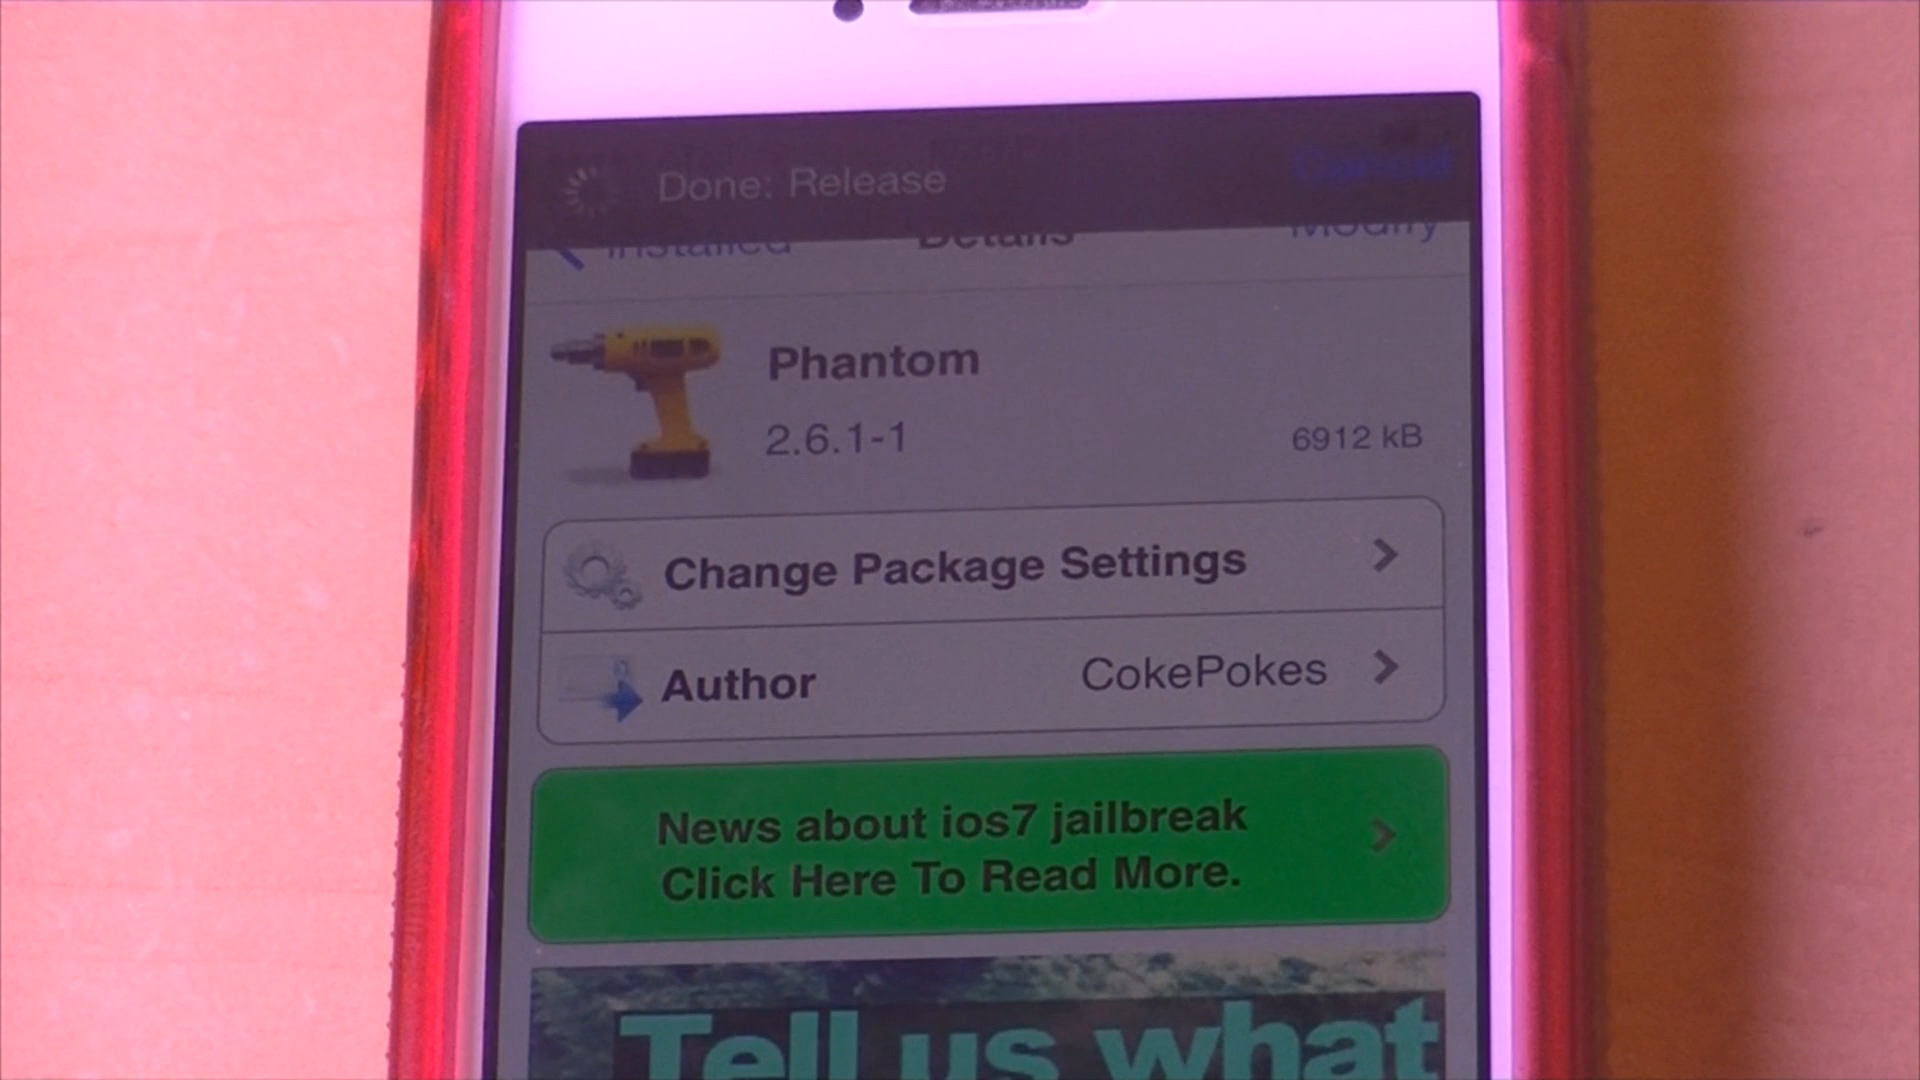 Done: Release
Cancel
Installed
Details
Modify
Phantom
2.6.1-1
6912 kB
Change Package Settings
Author
CokePokes
News about ios7 jailbreak
Click Here To Read More.
Tell us what